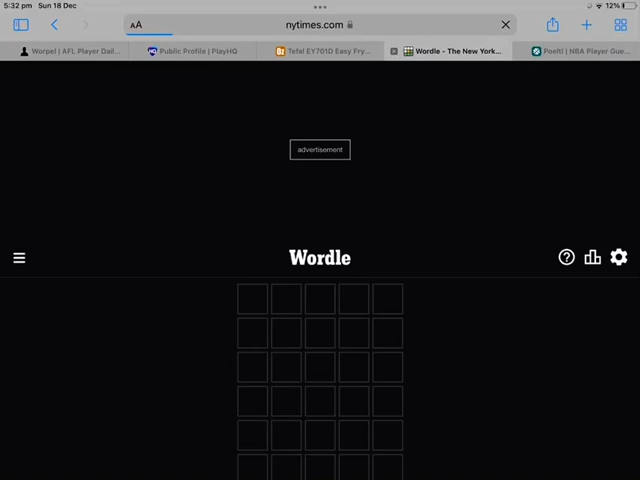 5:32 pm Sun 18 Dec 12%
AA nytimes.com
Worpel | AFL Player Dail... Public Profile | PlayHQ Tefal EY701D Easy Fry... Wordle - The New York... Poeltl | NBA Player Gue...
advertisement
Wordle